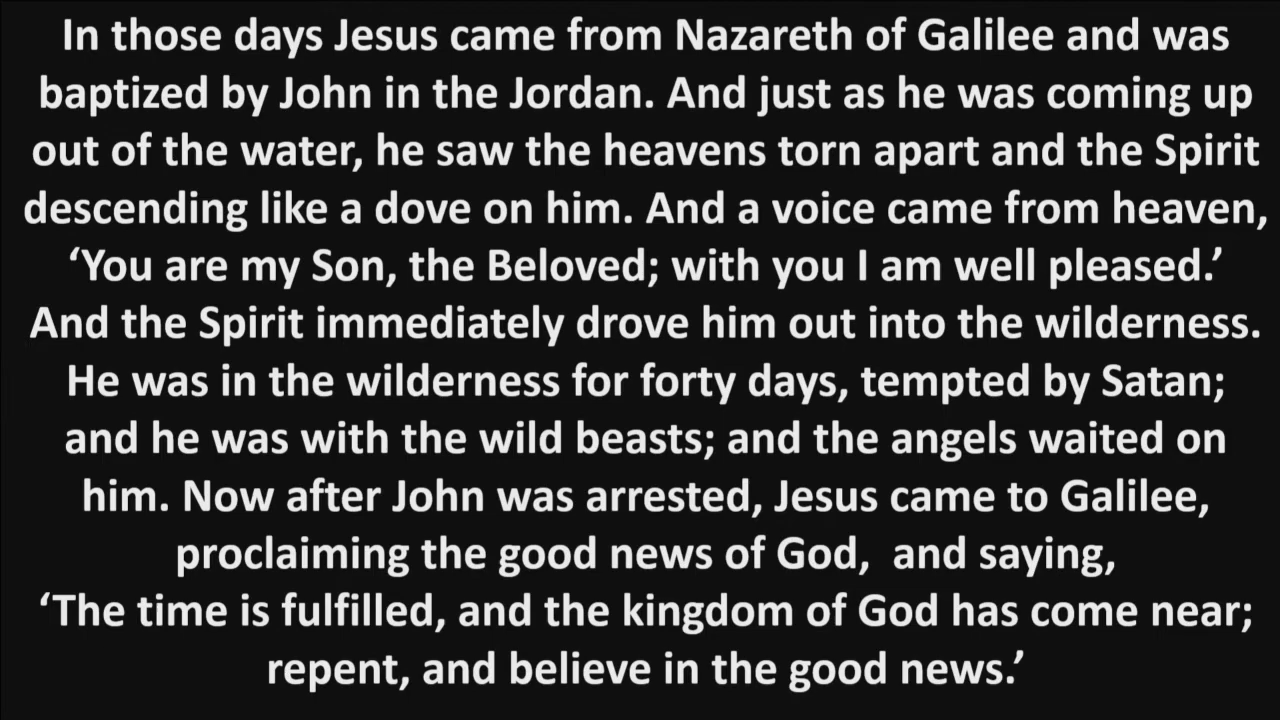 In those days Jesus came from Nazareth of Galilee and was
baptized by John in the Jordan. And just as he was coming up
out of the water, he saw the heavens torn apart and the Spirit
descending like a dove on him. And a voice came from heaven,
‘You are my Son, the Beloved; with you I am well pleased.’
And the Spirit immediately drove him out into the wilderness.
He was in the wilderness for forty days, tempted by Satan;
and he was with the wild beasts; and the angels waited on
him. Now after John was arrested, Jesus came to Galilee,
proclaiming the good news of God,  and saying,
‘The time is fulfilled, and the kingdom of God has come near;
repent, and believe in the good news.’